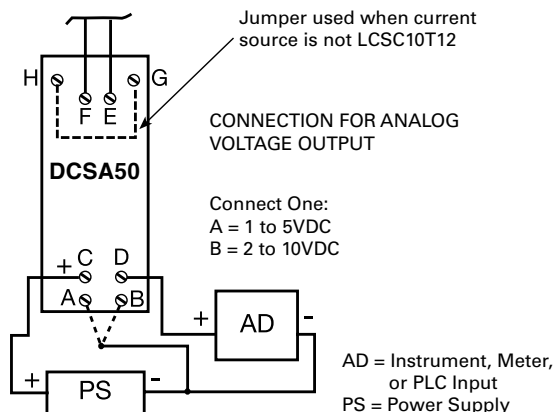 Jumper used when current
source is not LCSC10T12
H
G
F E
CONNECTION FOR ANALOG
VOLTAGE OUTPUT
DCSA50
Connect One:
A = 1 to 5VDC
B = 2 to 10VDC
+ C D
A B
+ AD -
+ PS -
AD = Instrument, Meter,
or PLC Input
PS = Power Supply